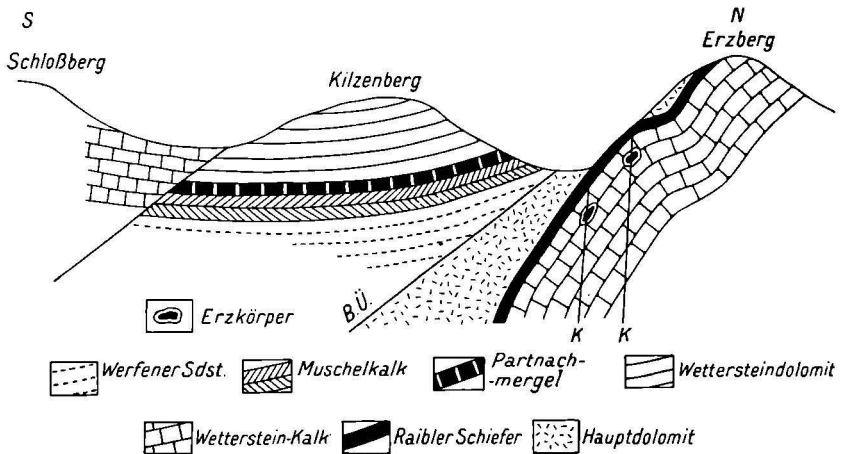 S
N
Schloßberg
Kilzenberg
Erzberg
B.Ü.
K K
Erzkörper
Werfener Sdst.
Muschelkalk
Partnach-
-mergel
Wettersteindolomit
Wetterstein-Kalk
Raibler Schiefer
Hauptdolomit